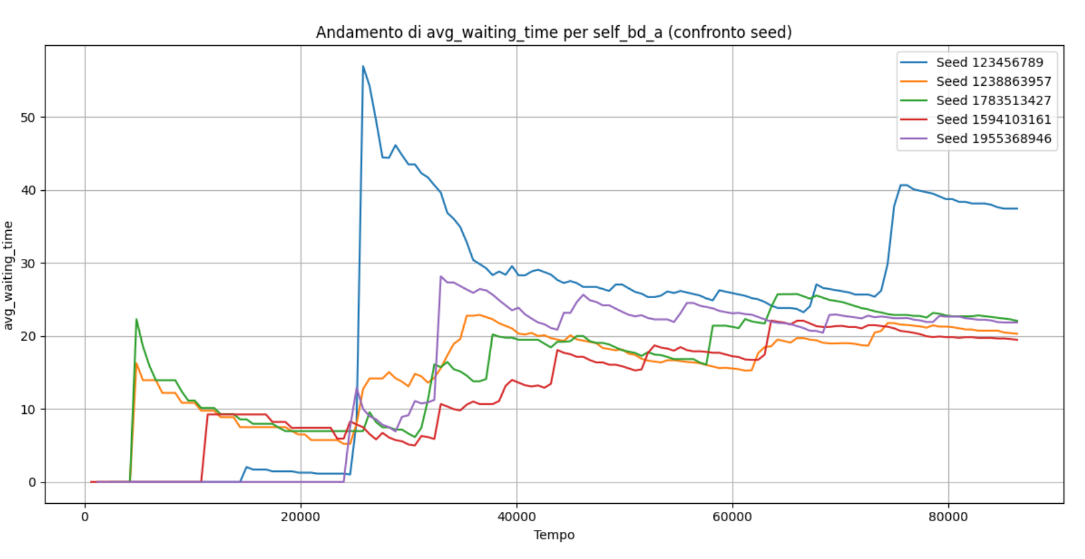 Andamento di avg_waiting_time per self_bd_a (confronto seed)
Seed 123456789
Seed 1238863957
Seed 1783513427
Seed 1594103161
Seed 1955368946
avg_waiting_time
50
40
30
20
10
0
0 20000 40000 60000 80000
Tempo